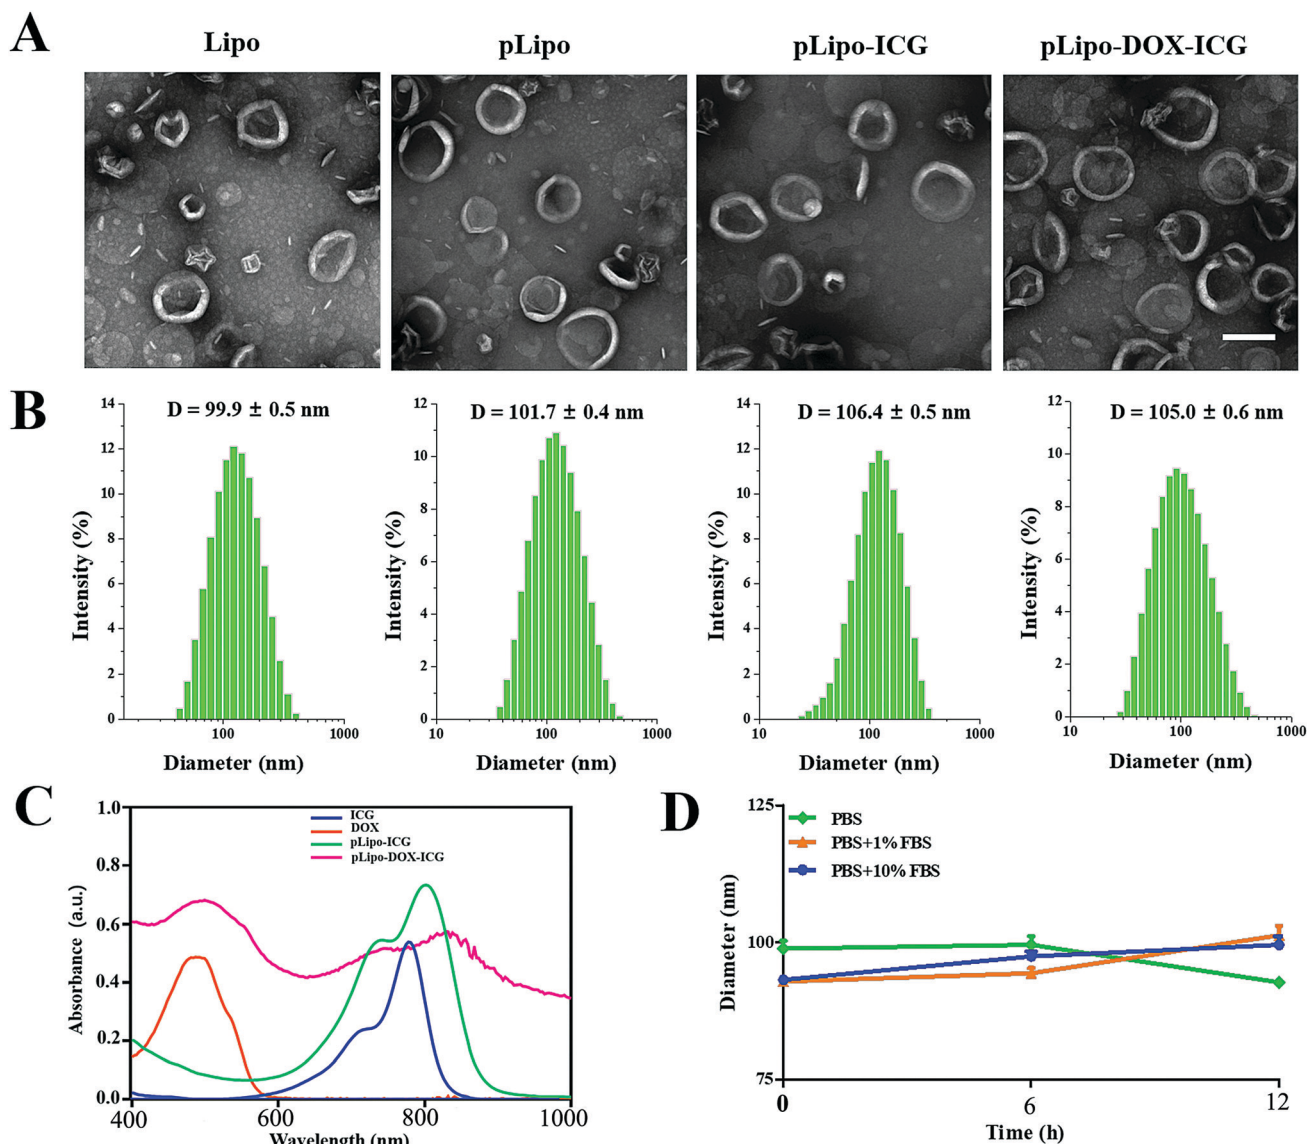 A
Lipo
pLipo
pLipo-ICG
pLipo-DOX-ICG
B
D = 99.9 ± 0.5 nm
14
12
10
8
6
4
2
0
Intensity (%)
100
1000
Diameter (nm)
D = 101.7 ± 0.4 nm
12
10
8
6
4
2
0
Intensity (%)
10
100
1000
Diameter (nm)
D = 106.4 ± 0.5 nm
14
12
10
8
6
4
2
0
Intensity (%)
10
100
1000
Diameter (nm)
D = 105.0 ± 0.6 nm
12
10
8
6
4
2
0
Intensity (%)
10
100
1000
Diameter (nm)
C
1.0
0.8
0.6
0.4
0.2
0.0
Absorbance (a.u.)
ICG
DOX
pLipo-ICG
pLipo-DOX-ICG
400
600
800
1000
Wavelength (nm)
D
125
100
75
Diameter (nm)
PBS
PBS+1% FBS
PBS+10% FBS
0
6
12
Time (h)